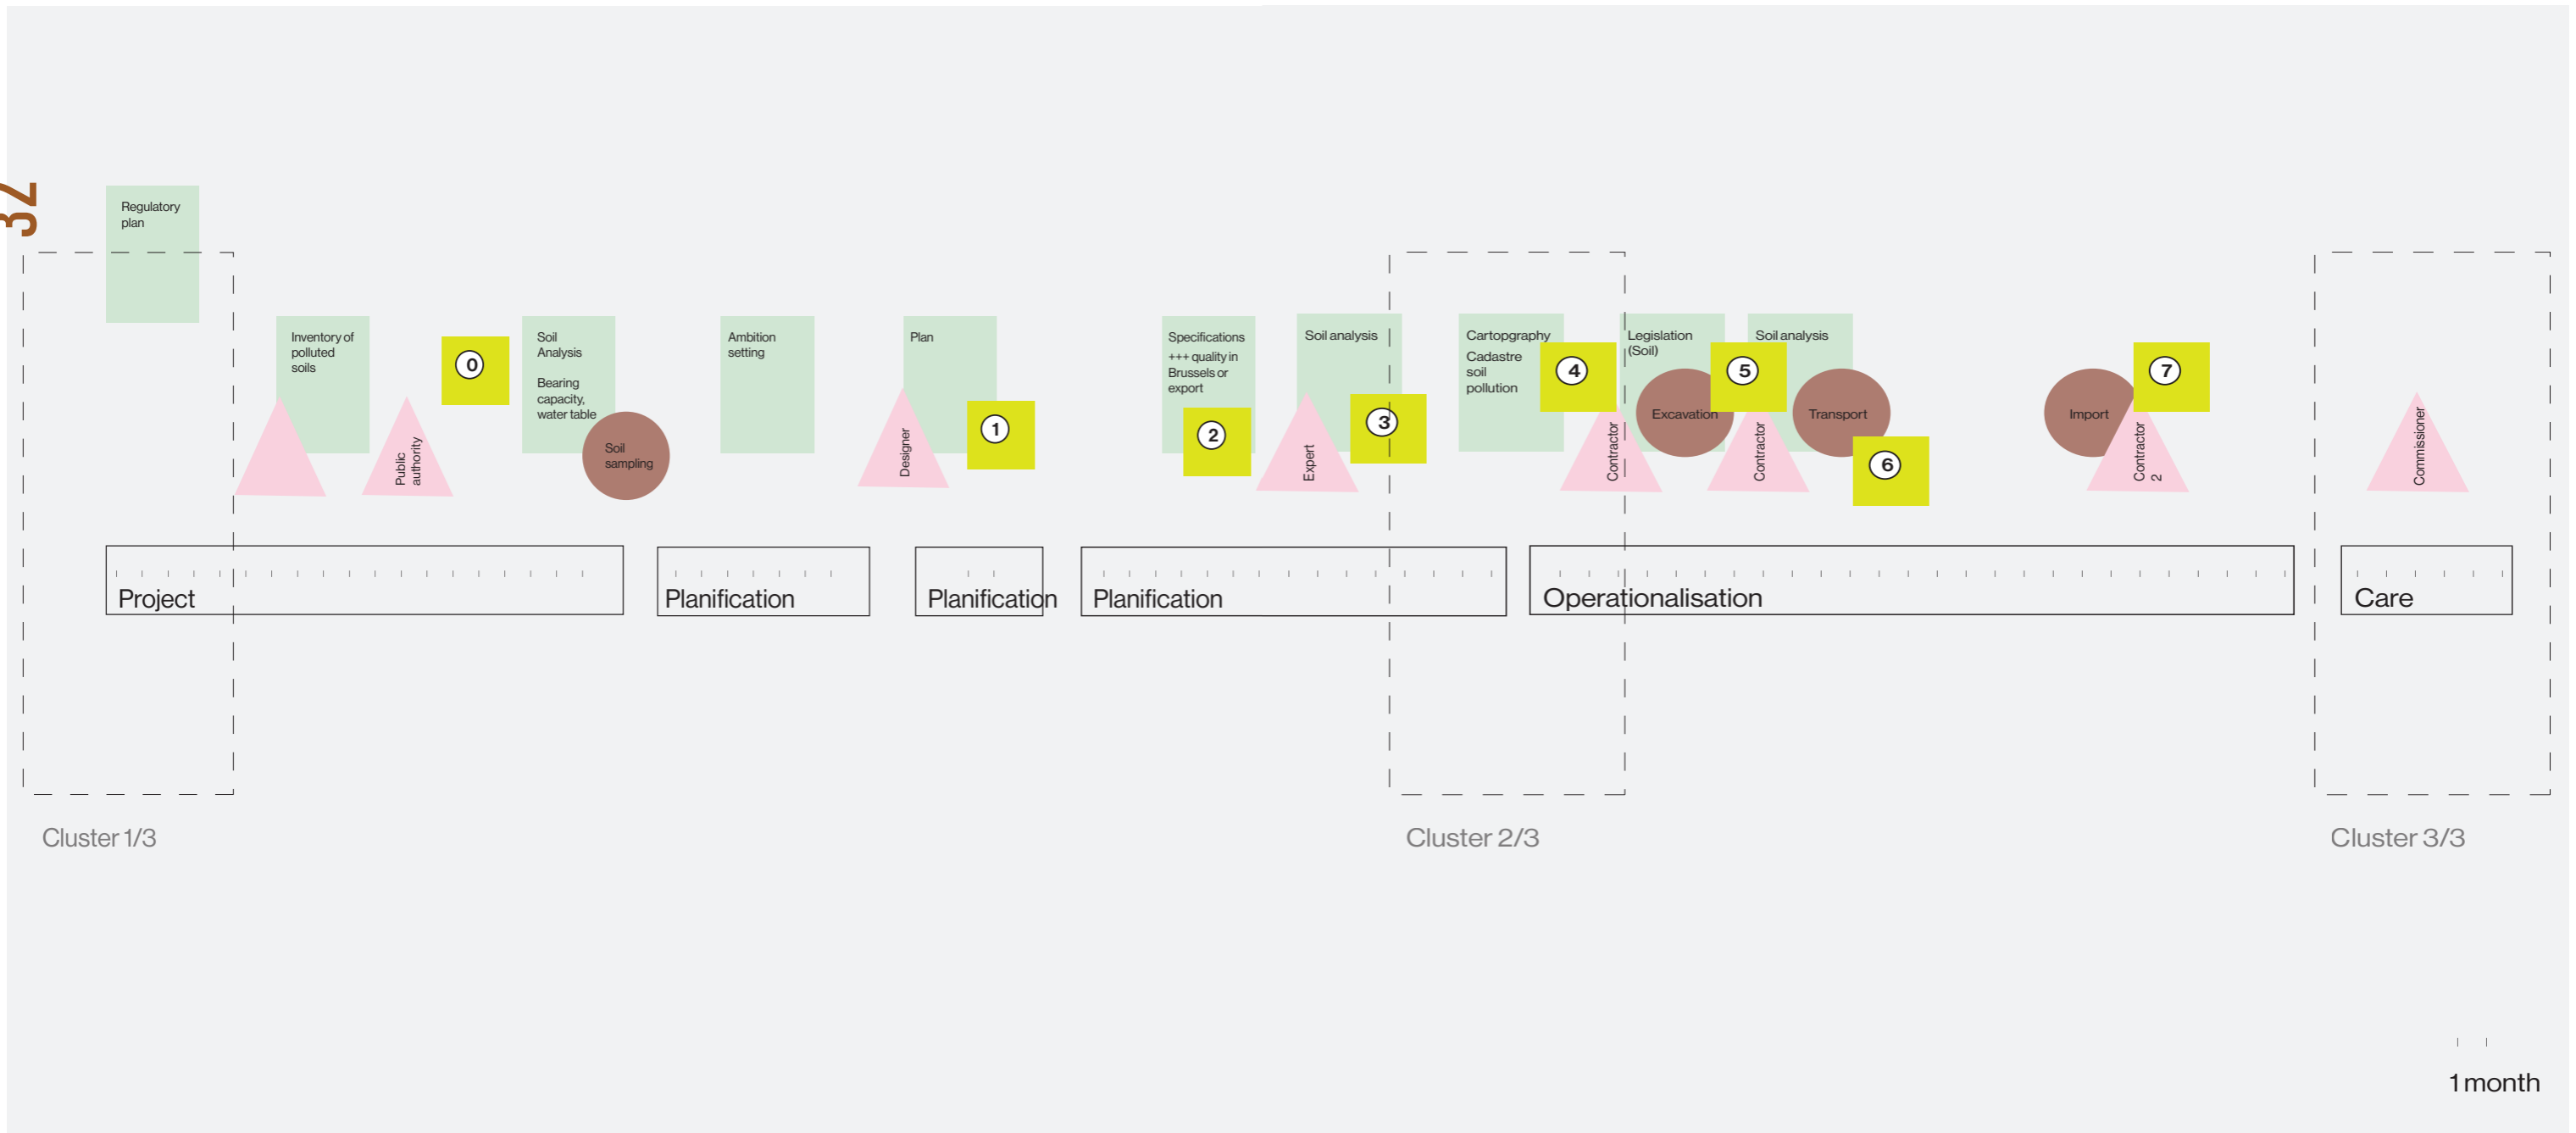 32
Regulatory
plan
Inventory of
polluted
soils
Public
authority
0
Soil
Analysis
Bearing
capacity,
water table
Soil
sampling
Ambition
setting
Plan
Designer
1
Specifications
+++ quality in
Brussels or
export
2
Soil analysis
Expert
3
Cartopgraphy
Cadastre
soil
pollution
4
Contractor
Legislation
(Soil)
Excavation
5
Contractor
Soil analysis
Transport
6
Import
7
Contractor
2
Commissioner
Project
Planification
Planification
Planification
Operationalisation
Care
Cluster 1/3
Cluster 2/3
Cluster 3/3
1 month